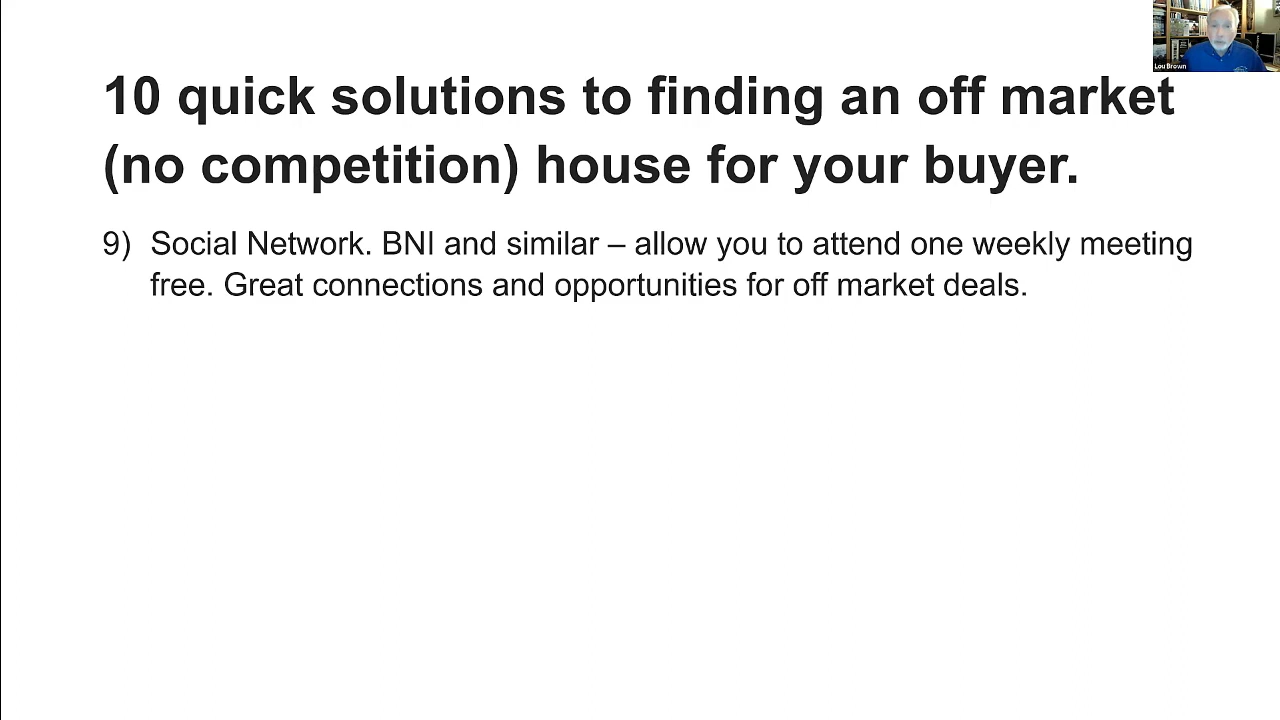 Lou Brown
10 quick solutions to finding an off market
(no competition) house for your buyer.
9) Social Network. BNI and similar – allow you to attend one weekly meeting
free. Great connections and opportunities for off market deals.